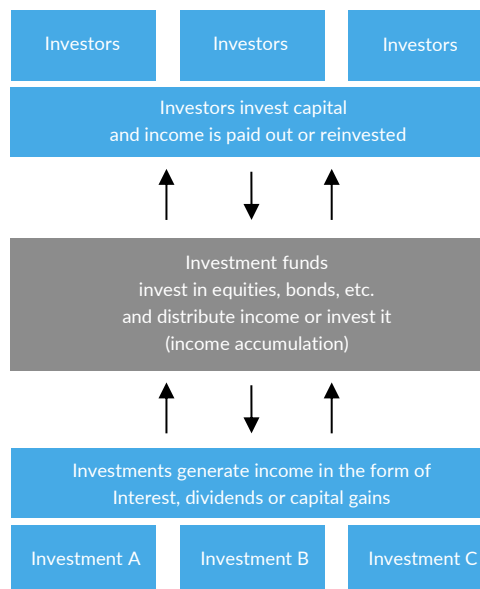 Investors
Investors
Investors
Investors invest capital
and income is paid out or reinvested
Investment funds
invest in equities, bonds, etc.
and distribute income or invest it
(income accumulation)
Investments generate income in the form of
Interest, dividends or capital gains
Investment A
Investment B
Investment C